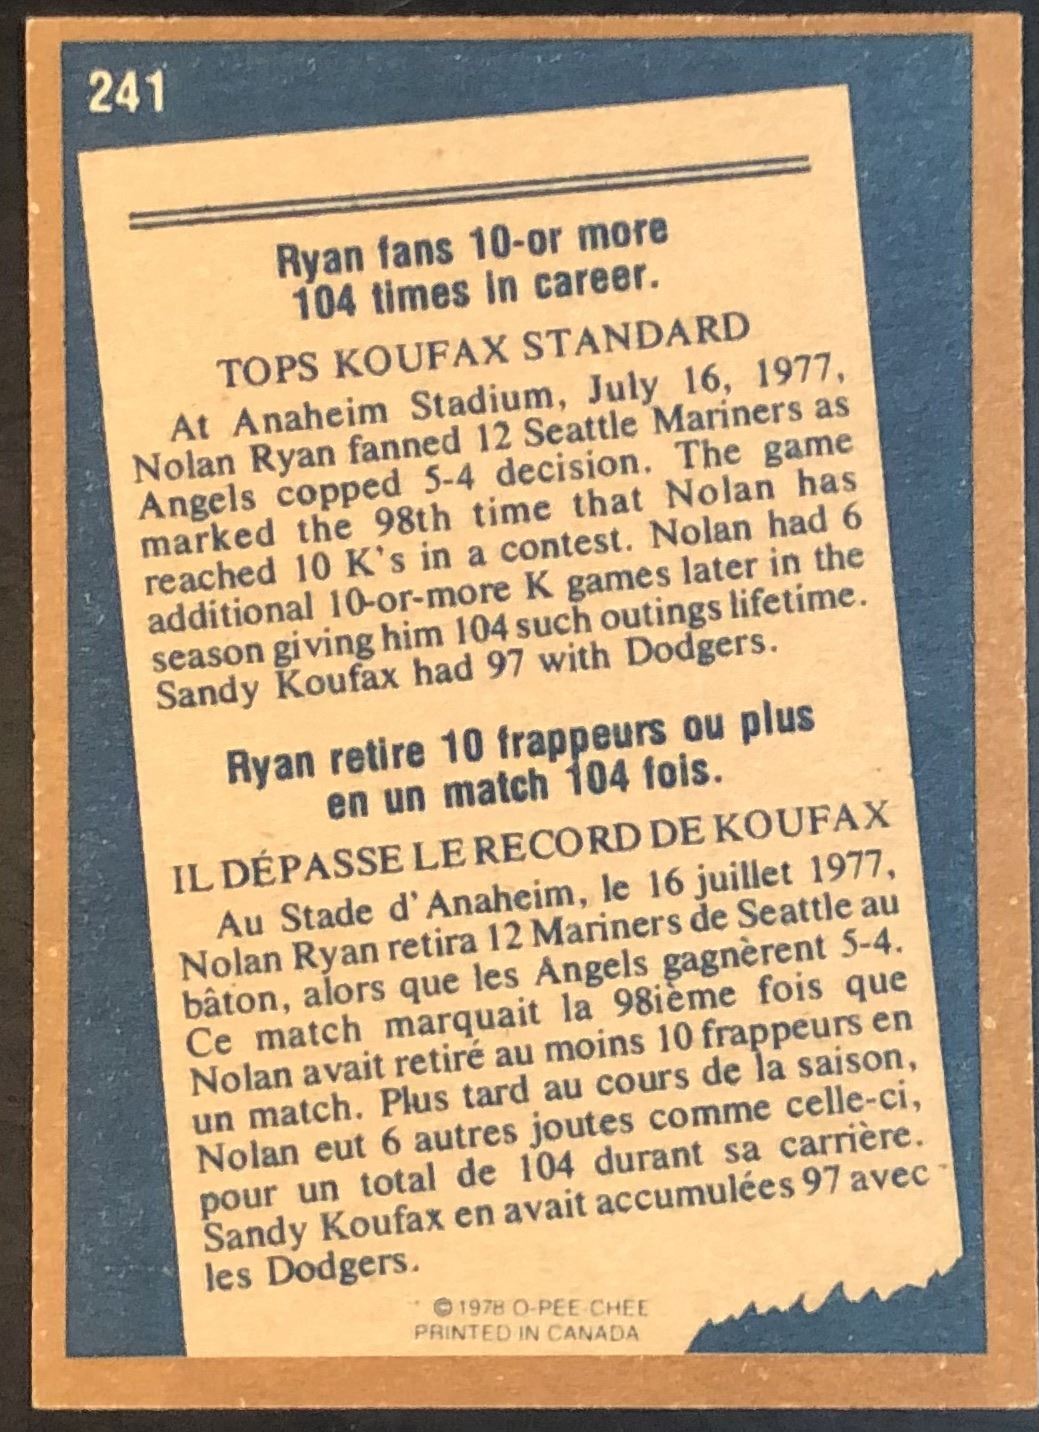 241
Ryan fans 10-or more
104 times in career.
TOPS KOUFAX STANDARD
At Anaheim Stadium, July 16, 1977,
Nolan Ryan fanned 12 Seattle Mariners as
Angels copped 5-4 decision. The game
marked the 98th time that Nolan has
reached 10 K's in a contest. Nolan had 6
additional 10-or-more K games later in the
season giving him 104 such outings lifetime.
Sandy Koufax had 97 with Dodgers.
Ryan retire 10 frappeurs ou plus
en un match 104 fois.
IL DÉPASSE LE RECORD DE KOUFAX
Au Stade d'Anaheim, le 16 juillet 1977,
Nolan Ryan retira 12 Mariners de Seattle au
bâton, alors que les Angels gagnèrent 5-4.
Ce match marquait la 98ième fois que
Nolan avait retiré au moins 10 frappeurs en
un match. Plus tard au cours de la saison,
Nolan eut 6 autres joutes comme celle-ci,
pour un total de 104 durant sa carrière.
Sandy Koufax en avait accumulées 97 avec
les Dodgers.
© 1978 O-PEE-CHEE
PRINTED IN CANADA